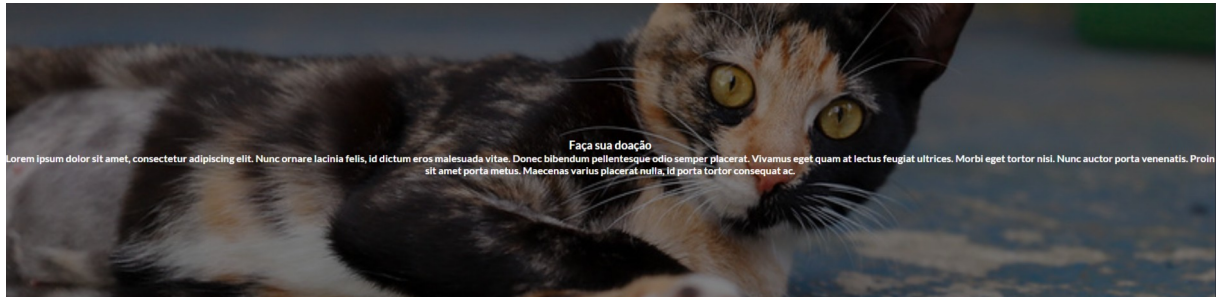 Faça sua doação
Lorem ipsum dolor sit amet, consectetur adipiscing elit. Nunc ornare lacinia felis, id dictum eros malesuada vitae. Donec bibendum pellentesque odio semper placerat. Vivamus eget quam at lectus feugiat ultrices. Morbi eget tortor nisi. Nunc auctor porta venenatis. Proin
sit amet porta metus. Maecenas varius placerat nulla, id porta tortor consequat ac.